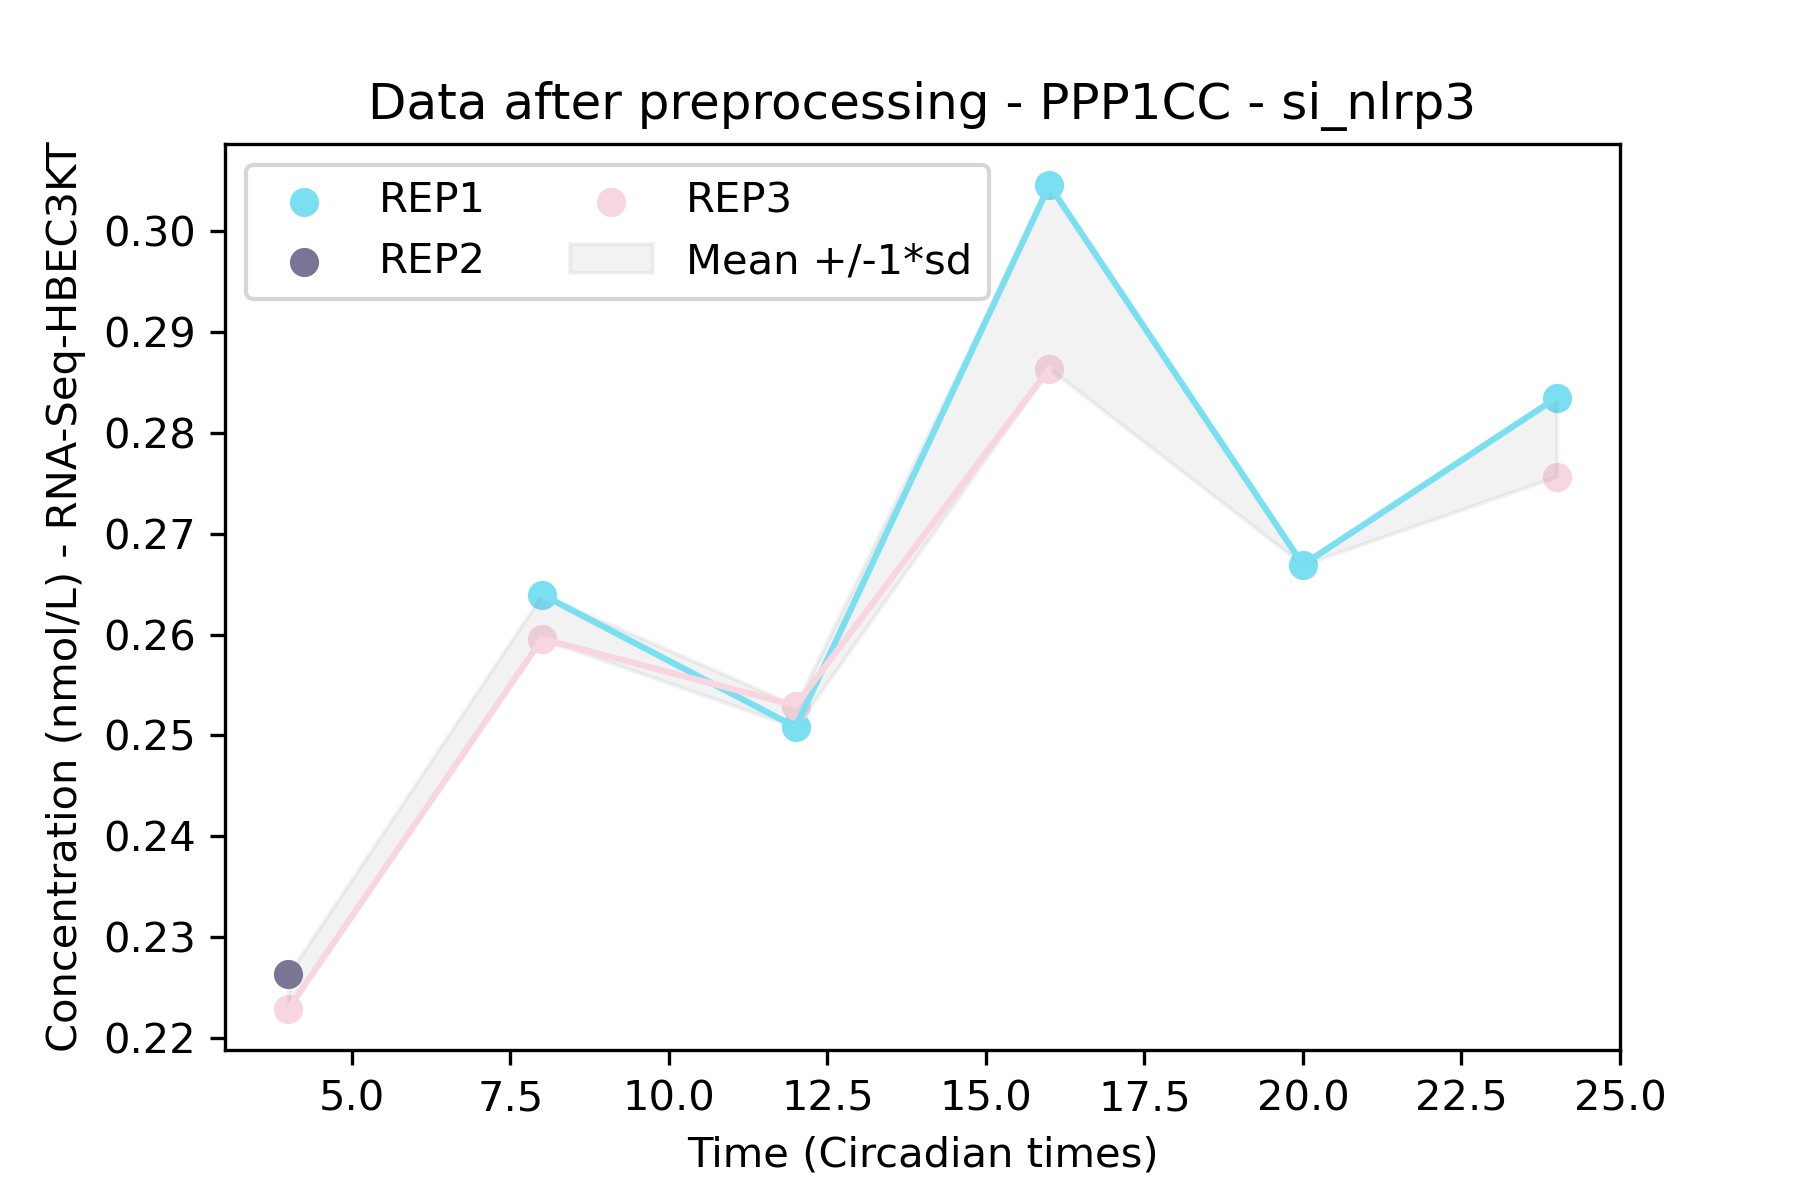 Data after preprocessing - PPP1CC - si_nlrp3
Concentration (nmol/L) - RNA-Seq-HBEC3KT
REP1
REP2
REP3
Mean +/-1*sd
0.30
0.29
0.28
0.27
0.26
0.25
0.24
0.23
0.22
5.0 7.5 10.0 12.5 15.0 17.5 20.0 22.5 25.0
Time (Circadian times)